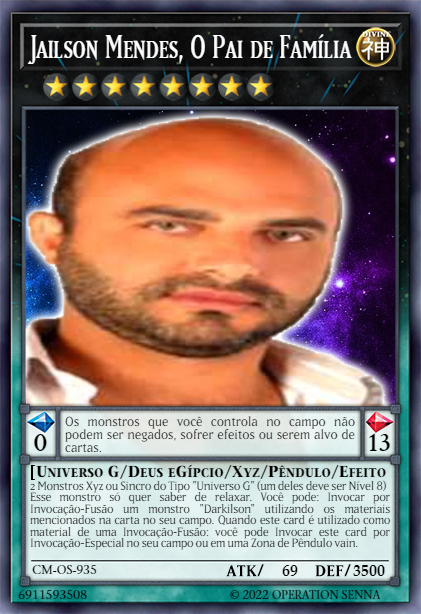 Jailson Mendes, O Pai de Família
DIVINE
神
Os monstros que você controla no campo não
podem ser negados, sofrer efeitos ou serem alvo de
cartas.
0
13
[Universo G/Deus eGípcio/Xyz/Pêndulo/Efeito
2 Monstros Xyz ou Sincro do Tipo "Universo G" (um deles deve ser Nível 8)
Esse monstro só quer saber de relaxar. Você pode: Invocar por
Invocação-Fusão um monstro "Darkilson" utilizando os materiais
mencionados na carta no seu campo. Quando este card é utilizado como
material de uma Invocação-Fusão: você pode Invocar este card por
Invocação-Especial no seu campo ou em uma Zona de Pêndulo vain.
CM-OS-935
ATK/ 69 DEF/3500
6911593508
© 2022 OPERATION SENNA